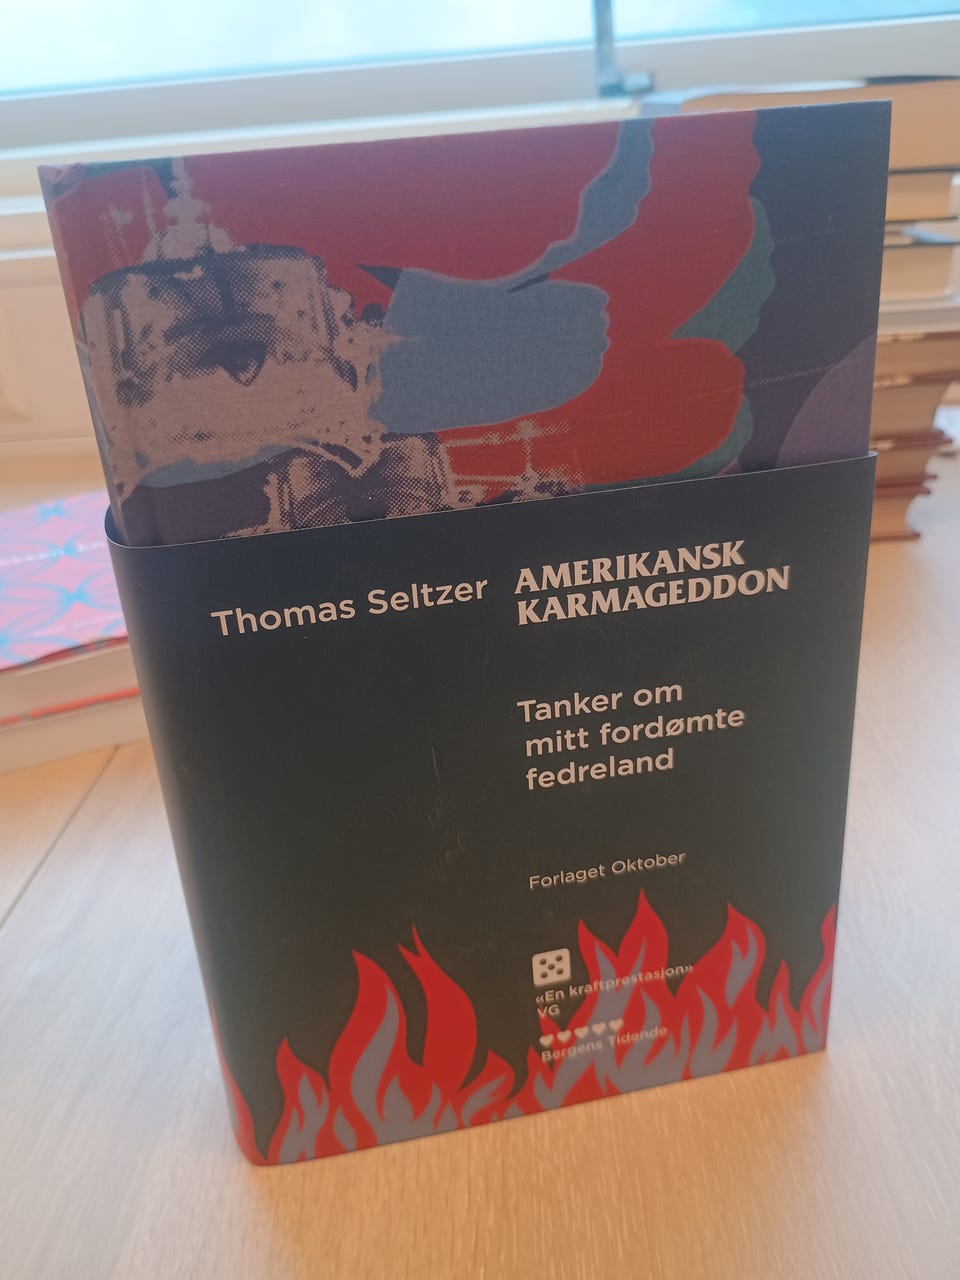 Thomas Seltzer
AMERIKANSK
KARMAGEDDON
Tanker om
mitt fordømte
fedreland
Forlaget Oktober
«En kraftprestasjon»
VG
Bergens Tidende